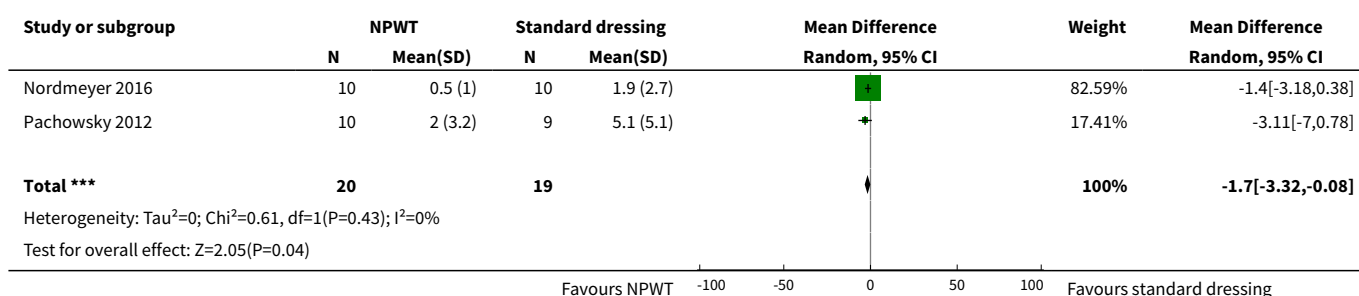 Study or subgroup NPWT Standard dressing Mean Difference Weight Mean Difference
N Mean(SD) N Mean(SD) Random, 95% CI Random, 95% CI
Nordmeyer 2016 10 0.5 (1) 10 1.9 (2.7) 82.59% -1.4[-3.18,0.38]
Pachowsky 2012 10 2 (3.2) 9 5.1 (5.1) 17.41% -3.11[-7,0.78]
Total *** 20 19 100% -1.7[-3.32,-0.08]
Heterogeneity: Tau²=0; Chi²=0.61, df=1(P=0.43); I²=0%
Test for overall effect: Z=2.05(P=0.04)
Favours NPWT -100 -50 0 50 100 Favours standard dressing